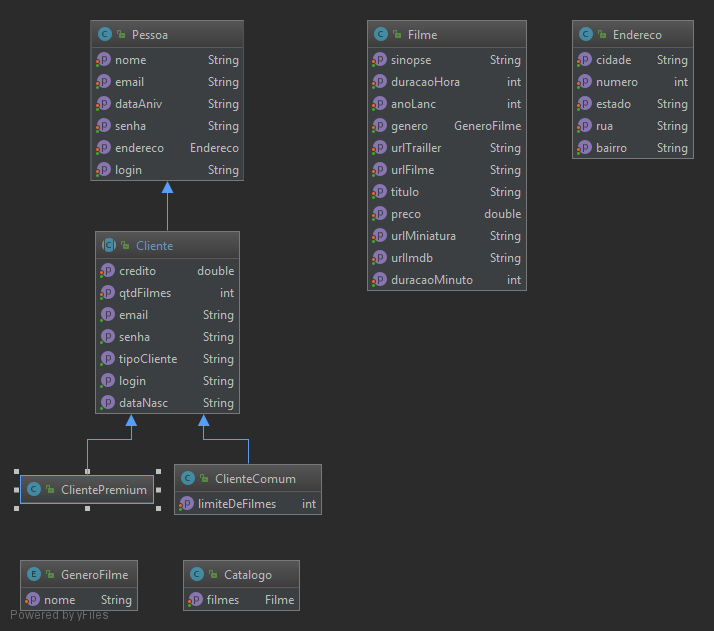 Pessoa
nome String
email String
dataAniv String
senha String
endereco Endereco
login String
Filme
sinopse String
duracaoHora int
anoLanc int
genero GeneroFilme
urlTrailler String
urlFilme String
titulo String
preco double
urlMiniatura String
urlImdb String
duracaoMinuto int
Endereco
cidade String
numero int
estado String
rua String
bairro String
Cliente
credito double
qtdFilmes int
email String
senha String
tipoCliente String
login String
dataNasc String
ClientePremium
ClienteComum
limiteDeFilmes int
GeneroFilme
nome String
Catalogo
filmes Filme
Powered by yFiles